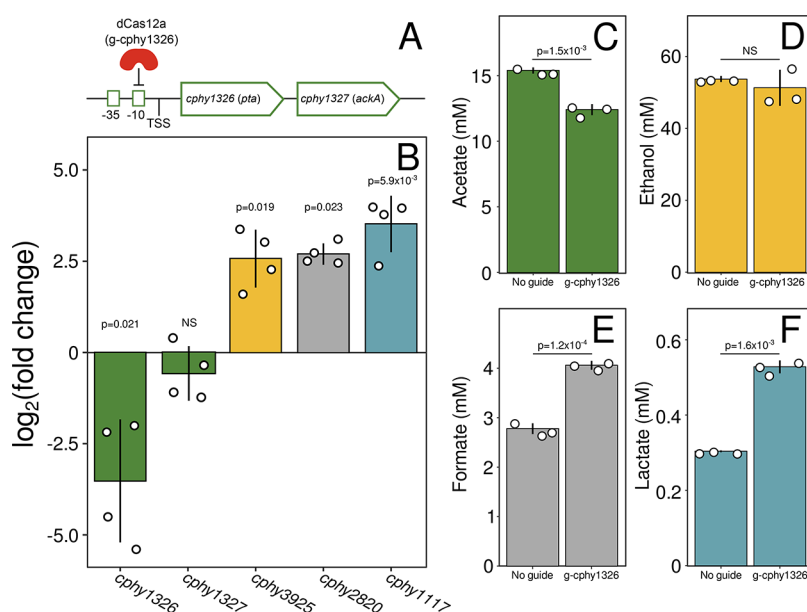 dCas12a
(g-cphy1326)
A
cphy1326 (pta)
cphy1327 (ackA)
-35
-10
TSS
B
log2(fold change)
5.0
2.5
0
-2.5
-5.0
p=0.021
NS
p=0.019
p=0.023
p=5.9x10-3
cphy1326
cphy1327
cphy3925
cphy2820
cphy1117
C
p=1.5x10-3
Acetate (mM)
15
10
5
0
No guide
g-cphy1326
D
NS
Ethanol (mM)
60
40
20
0
No guide
g-cphy1326
E
p=1.2x10-4
Formate (mM)
4
3
2
1
0
No guide
g-cphy1326
F
p=1.6x10-3
Lactate (mM)
0.6
0.4
0.2
0
No guide
g-cphy1326